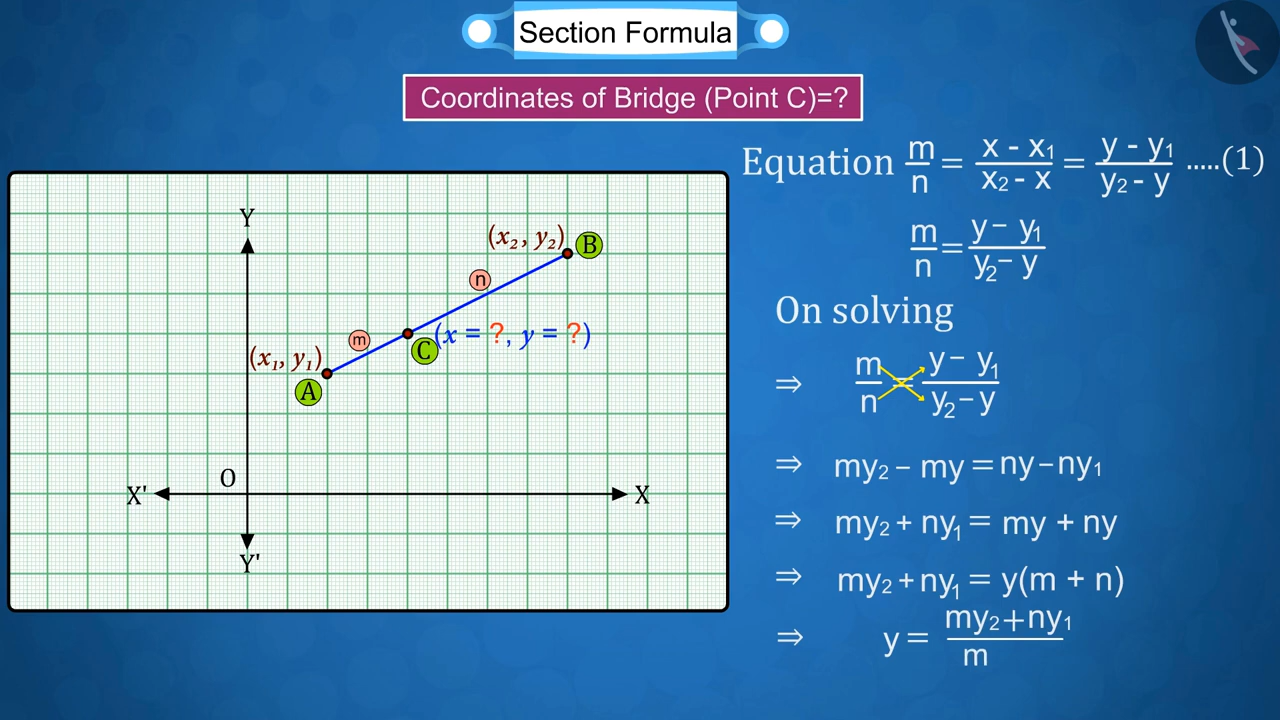 Section Formula
Coordinates of Bridge (Point C)=?
Equation m/n = x - x₁/x₂ - x = y - y₁/y₂ - y .....(1)
m/n = y - y₁/y₂ - y
On solving
⇒ m/n = y - y₁/y₂ - y
⇒ my₂ - my = ny - ny₁
⇒ my₂ + ny₁ = my + ny
⇒ my₂ + ny₁ = y(m + n)
⇒ y = my₂+ny₁/m
Y
(x₂, y₂) B
n
m
(x = ?, y = ?)
C
(x₁, y₁)
A
O
X' X
Y'